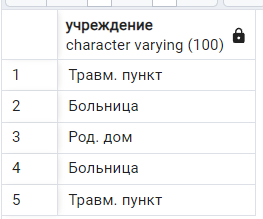 учреждение
character varying (100)
1 Травм. пункт
2 Больница
3 Род. дом
4 Больница
5 Травм. пункт